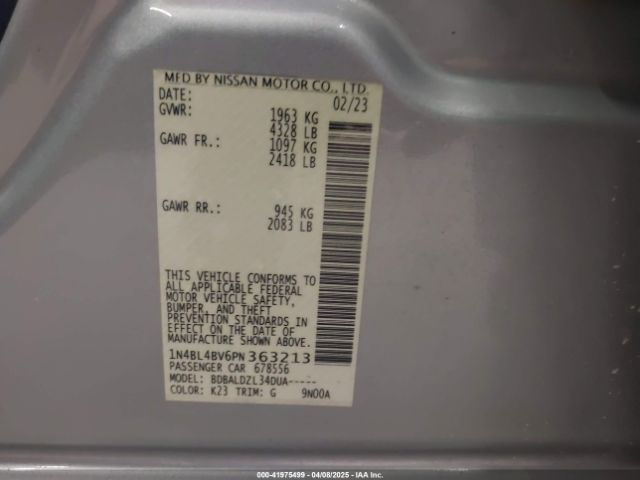 MFD BY NISSAN MOTOR CO., LTD.
DATE: 02/23
GVWR: 1963 KG
4328 LB
GAWR FR.: 1097 KG
2418 LB
GAWR RR.: 945 KG
2083 LB
THIS VEHICLE CONFORMS TO
ALL APPLICABLE FEDERAL
MOTOR VEHICLE SAFETY,
BUMPER, AND THEFT
PREVENTION STANDARDS IN
EFFECT ON THE DATE OF
MANUFACTURE SHOWN ABOVE.
1N4BL4BV6PN363213
PASSENGER CAR 678556
MODEL: BDBALDZL34DUA-----
COLOR: K23 TRIM: G 9N00A
000-41975499 - 04/08/2025 - IAA Inc.